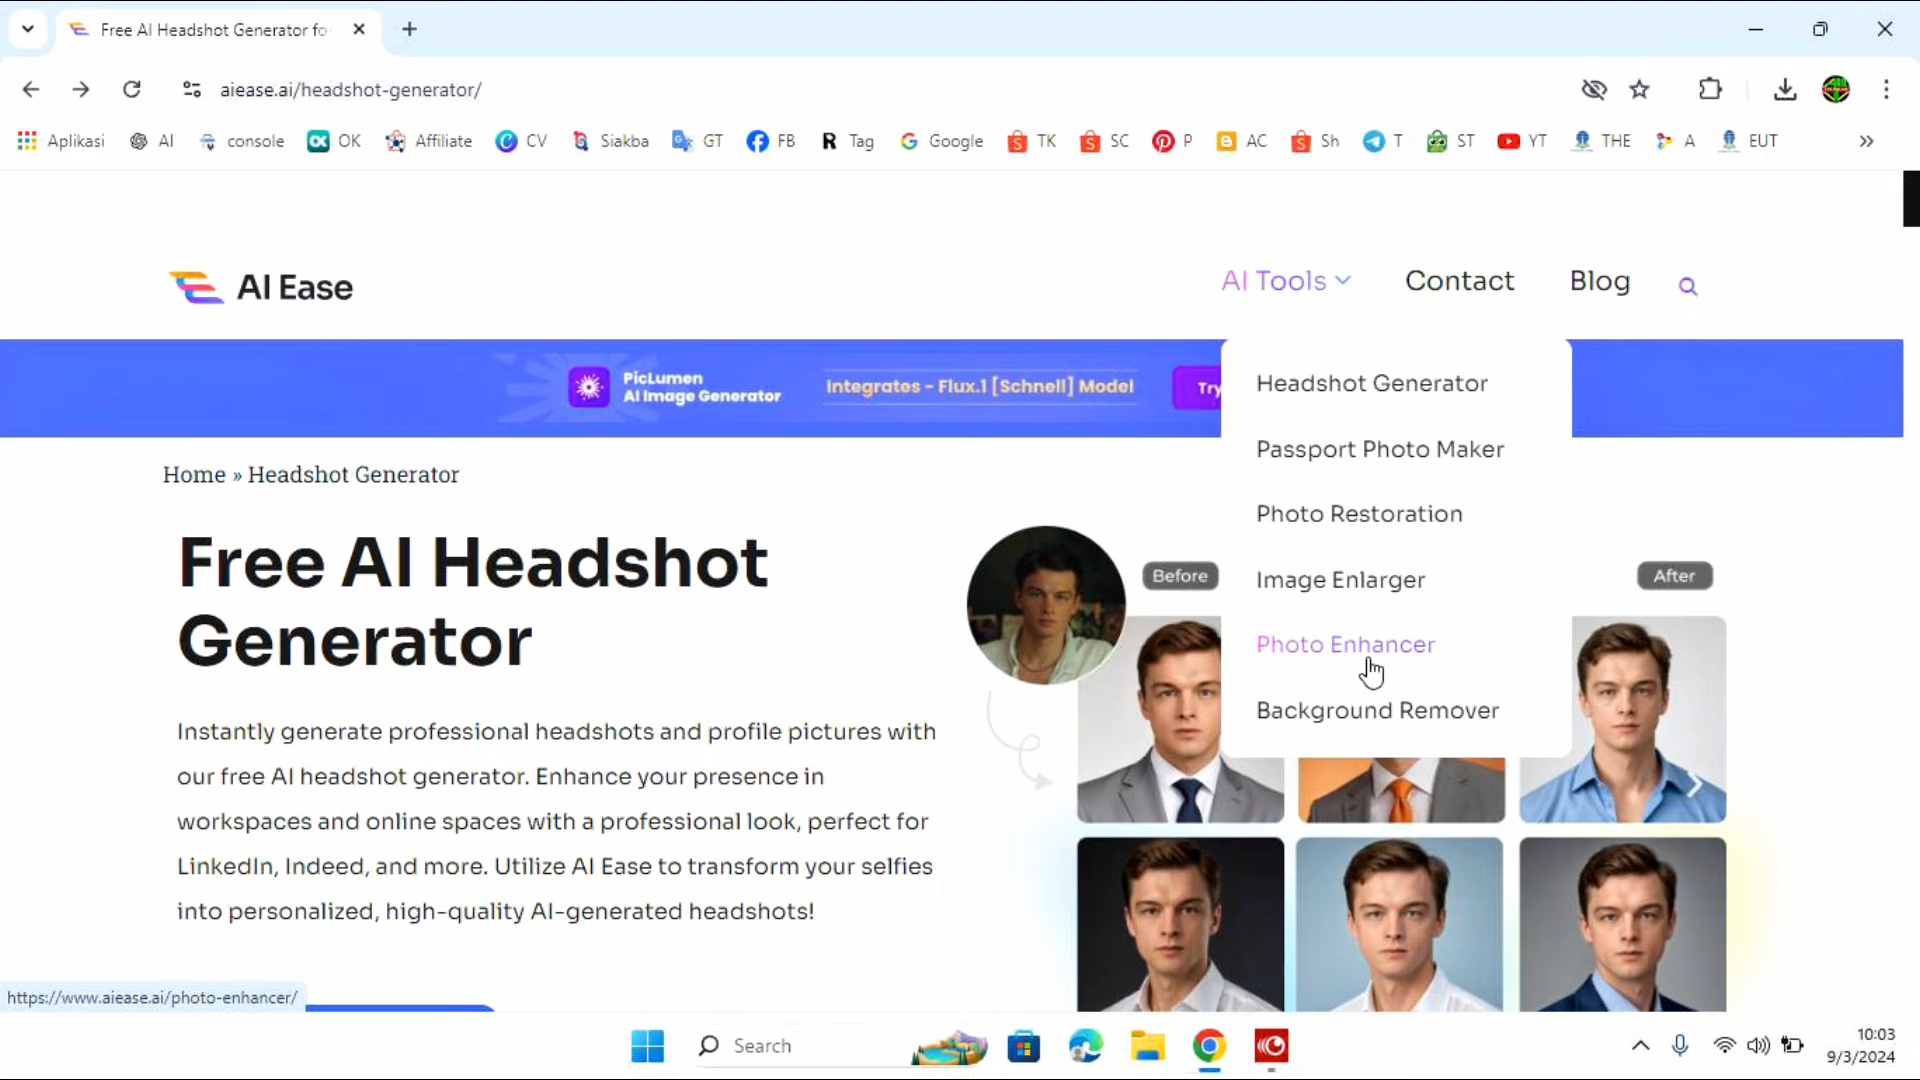 Free AI Headshot Generator fo
aiease.ai/headshot-generator/
Aplikasi AI console OK Affiliate CV Siakba GT FB Tag Google TK SC P AC Sh T ST YT THE A EUT
AI Ease
AI Tools Contact Blog
PicLumen
AI Image Generator
Integrates - Flux.1 [Schnell] Model
Try
Headshot Generator
Passport Photo Maker
Photo Restoration
Image Enlarger
Photo Enhancer
Background Remover
Home » Headshot Generator
Free AI Headshot
Generator
Before
After
Instantly generate professional headshots and profile pictures with
our free AI headshot generator. Enhance your presence in
workspaces and online spaces with a professional look, perfect for
LinkedIn, Indeed, and more. Utilize AI Ease to transform your selfies
into personalized, high-quality AI-generated headshots!
https://www.aiease.ai/photo-enhancer/
Search
10:03
9/3/2024